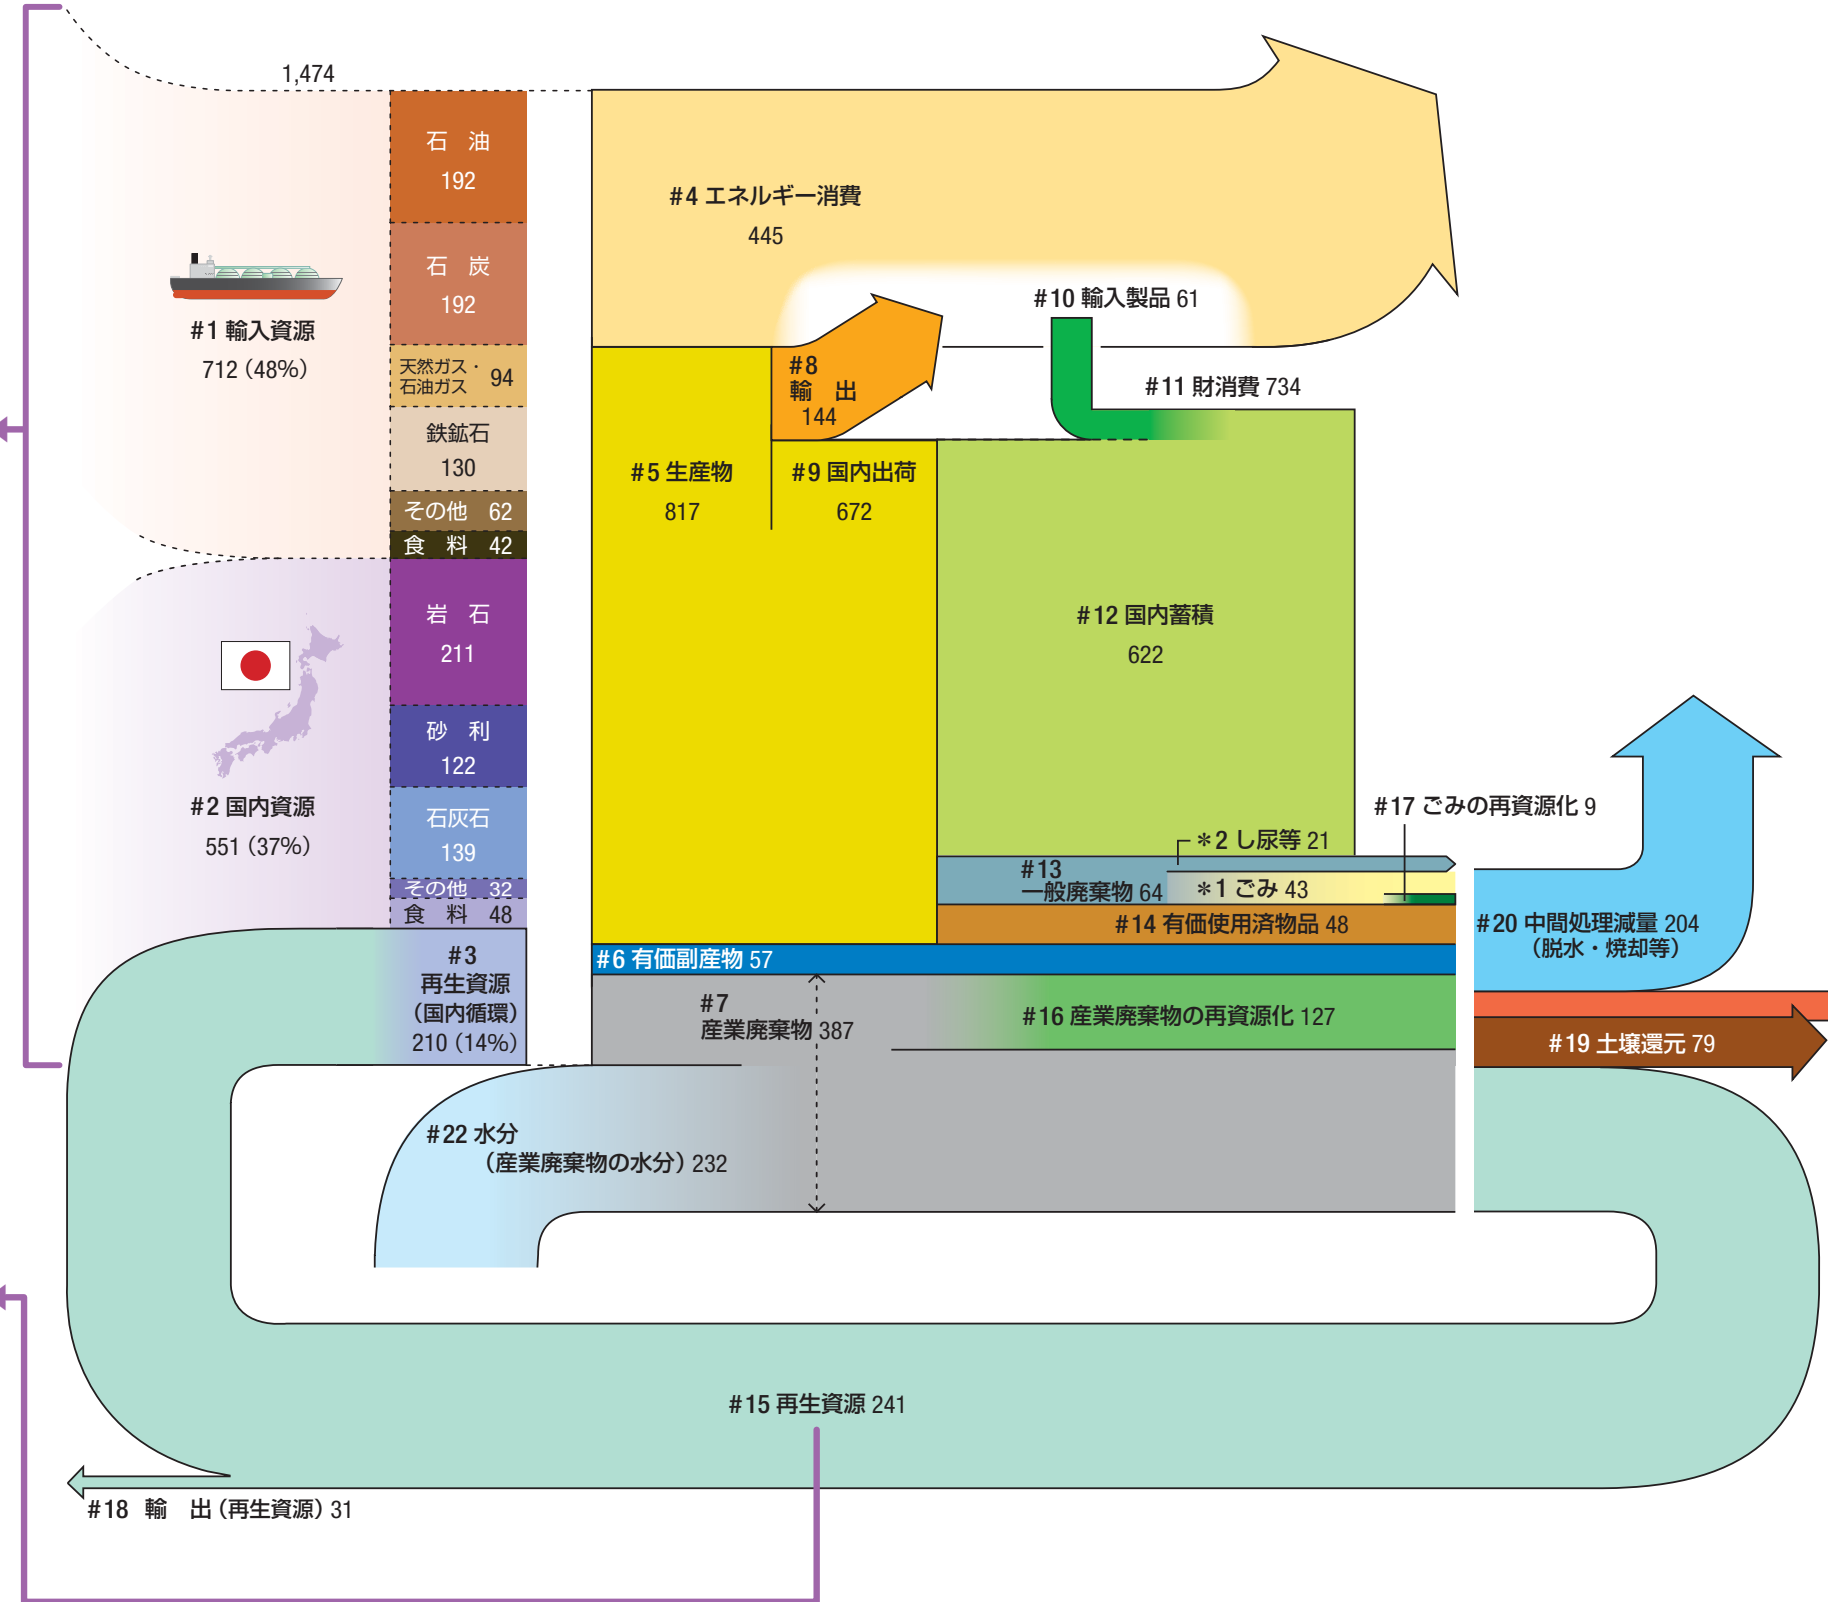 1,474
石　油
192
石　炭
192
天然ガス・
石油ガス 94
鉄鉱石
130
その他 62
食　料 42
#1 輸入資源
712（48%）
岩　石
211
砂　利
122
石灰石
139
その他 32
食　料 48
#2 国内資源
551（37%）
#3
再生資源
（国内循環）
210（14%）
#4 エネルギー消費
445
#5 生産物
817
#8
輸　出
144
#9 国内出荷
672
#10 輸入製品 61
#11 財消費 734
#12 国内蓄積
622
#17 ごみの再資源化 9
＊2 し尿等 21
#13
一般廃棄物 64
＊1 ごみ 43
#14 有価使用済物品 48
#6 有価副産物 57
#7
産業廃棄物 387
#16 産業廃棄物の再資源化 127
#20 中間処理減量 204
（脱水・焼却等）
#19 土壌還元 79
#22 水分
（産業廃棄物の水分）232
#15 再生資源 241
#18 輸　出（再生資源）31